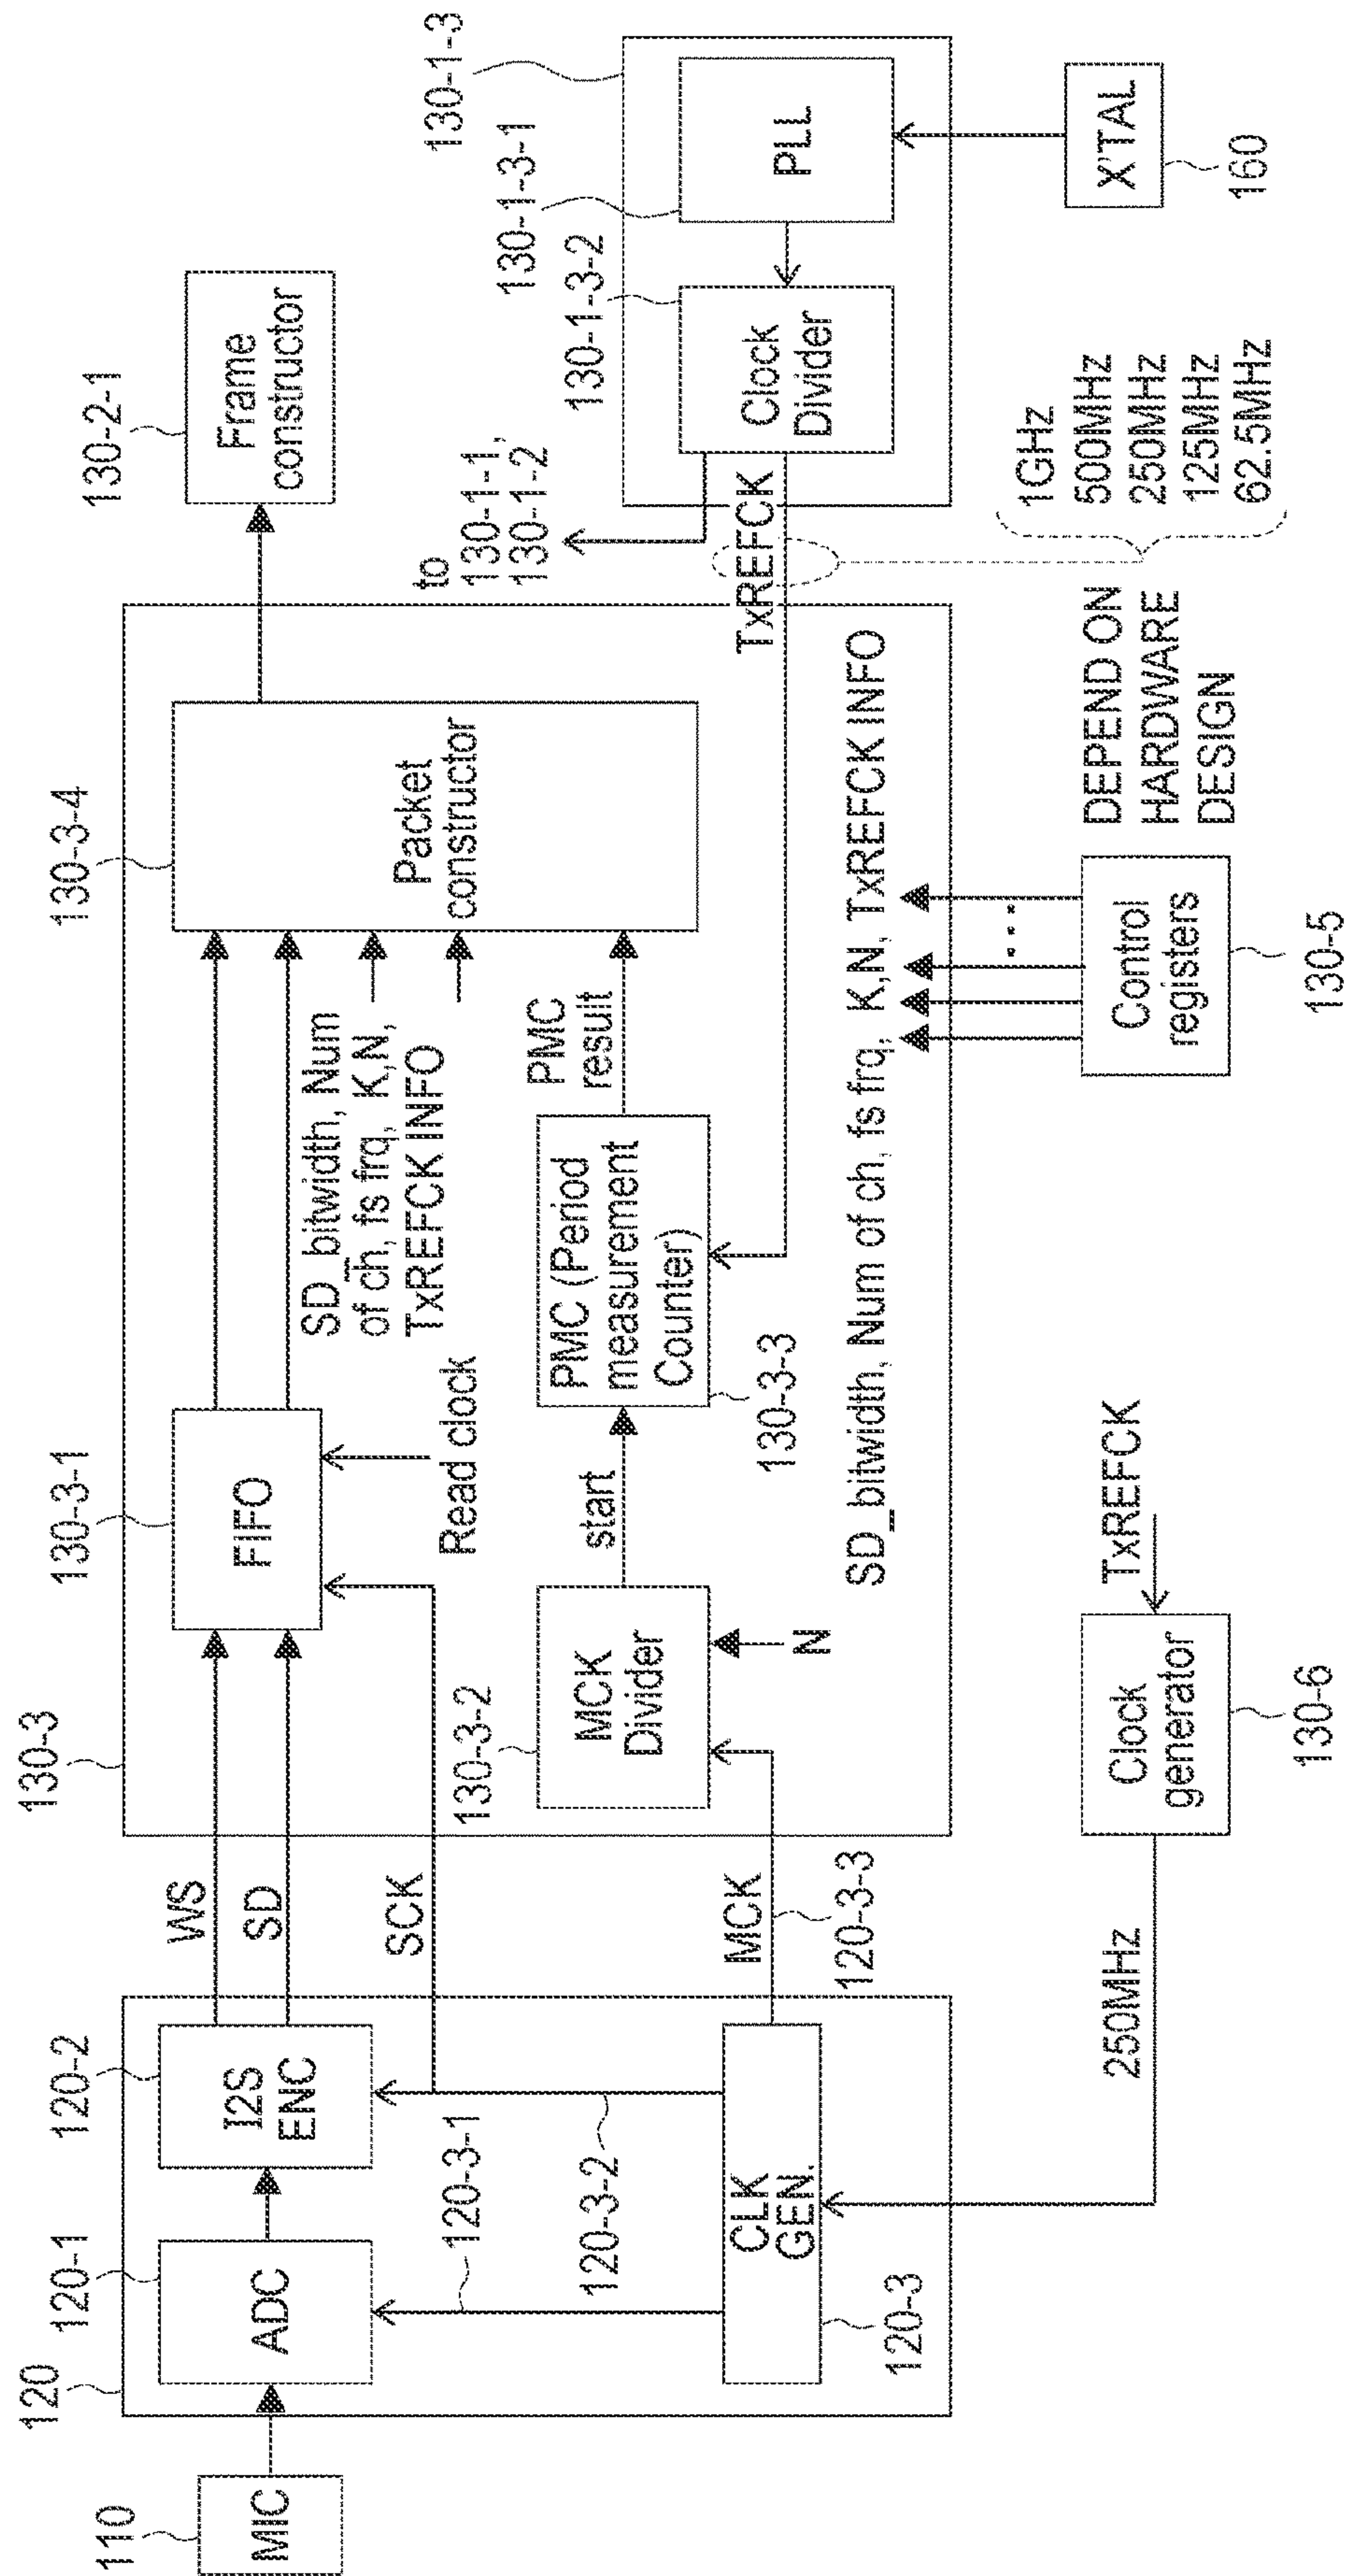 110
MIC
120
120-1
ADC
120-2
I2S
ENC
120-3-1
120-3-2
CLK
GEN.
120-3
WS
SD
SCK
MCK
120-3-3
250MHz
130-3
130-3-1
FIFO
Read clock
130-3-2
MCK
Divider
N
start
PMC (Period
measurement
Counter)
130-3-3
PMC
result
SD_bitwidth, Num
of ch, fs frq, K,N,
TxREFCK INFO
130-3-4
Packet
constructor
SD_bitwidth, Num of ch, fs frq, K,N, TxREFCK INFO
Clock
generator
130-6
TxREFCK
Control
registers
130-5
...
130-2-1
Frame
constructor
to
130-1-1,
130-1-2
TxREFCK
130-1-3-2
Clock
Divider
130-1-3-1
PLL
130-1-3
X'TAL
160
1GHz
500MHz
250MHz
125MHz
62.5MHz
DEPEND ON
HARDWARE
DESIGN